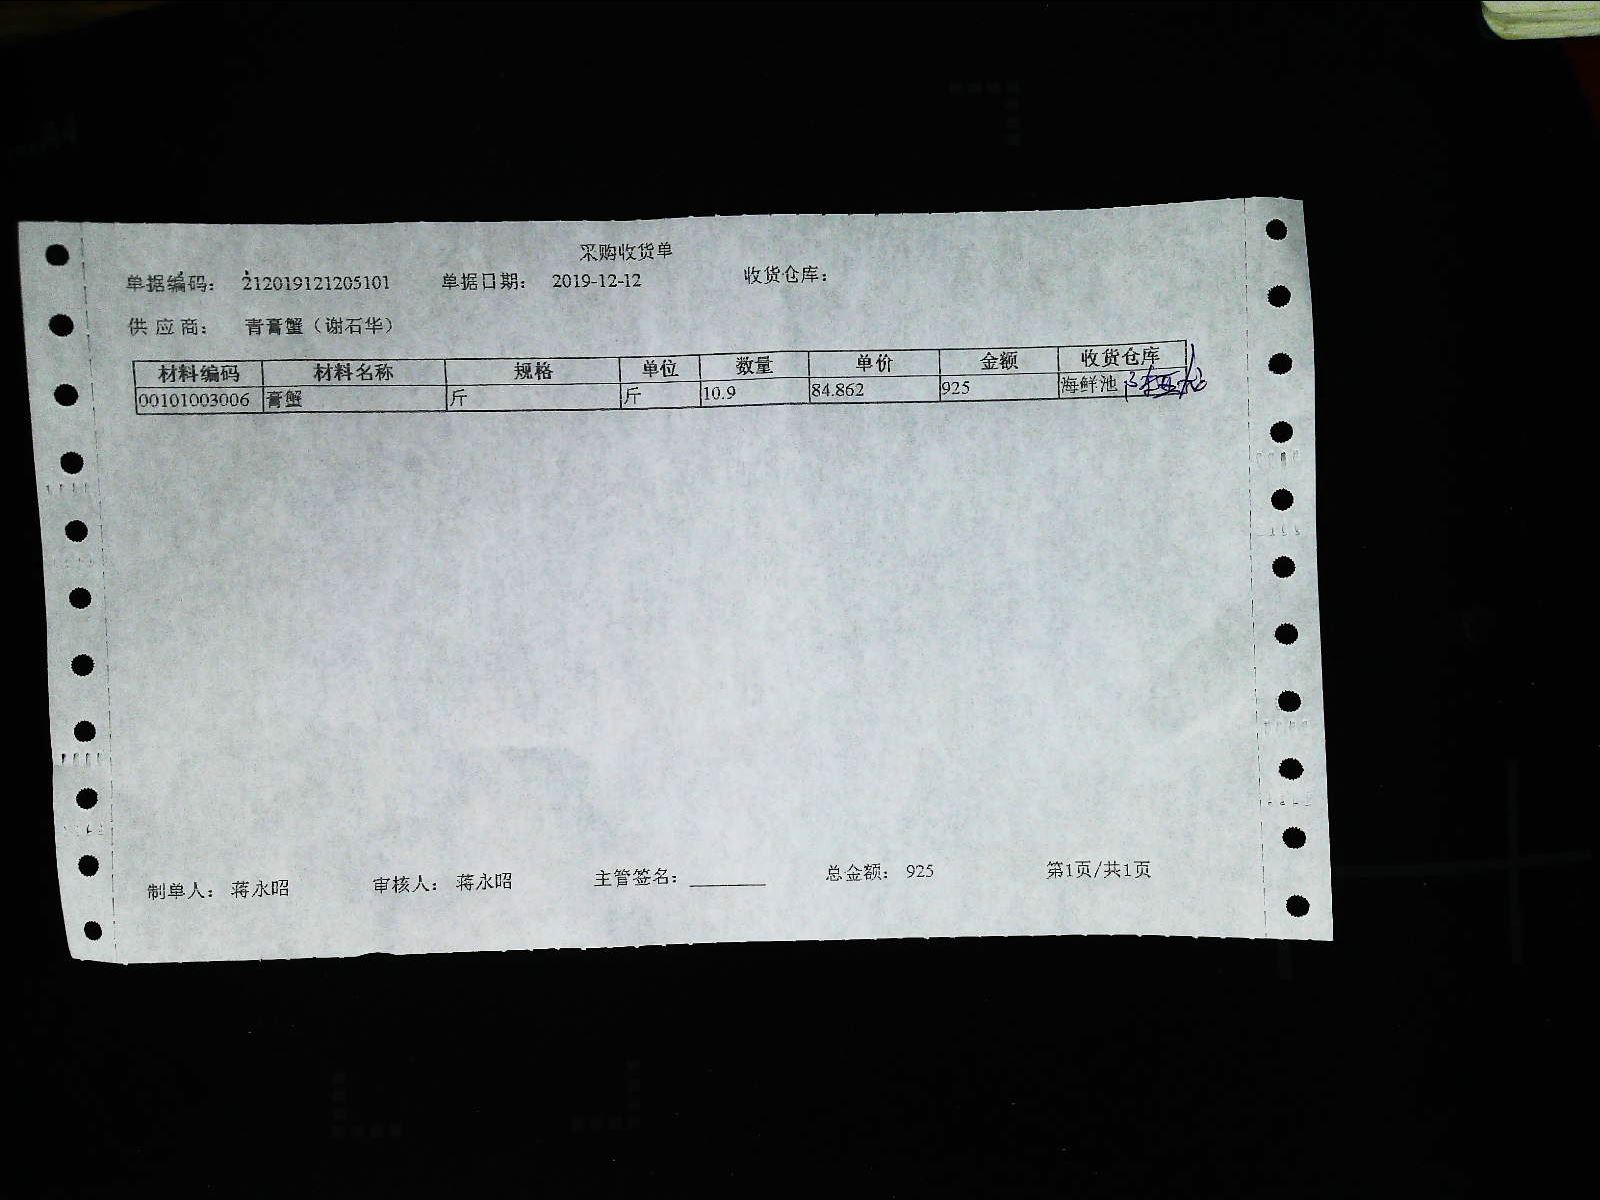 采购收货单
单据编码： 212019121205101 单据日期： 2019-12-12 收货仓库：
供应商： 青膏蟹（谢石华）
材料编码 材料名称 规格 单位 数量 单价 金额 收货仓库
00101003006 膏蟹 斤 斤 10.9 84.862 925 海鲜池
制单人： 蒋永昭 审核人： 蒋永昭 主管签名： 总金额： 925 第1页/共1页